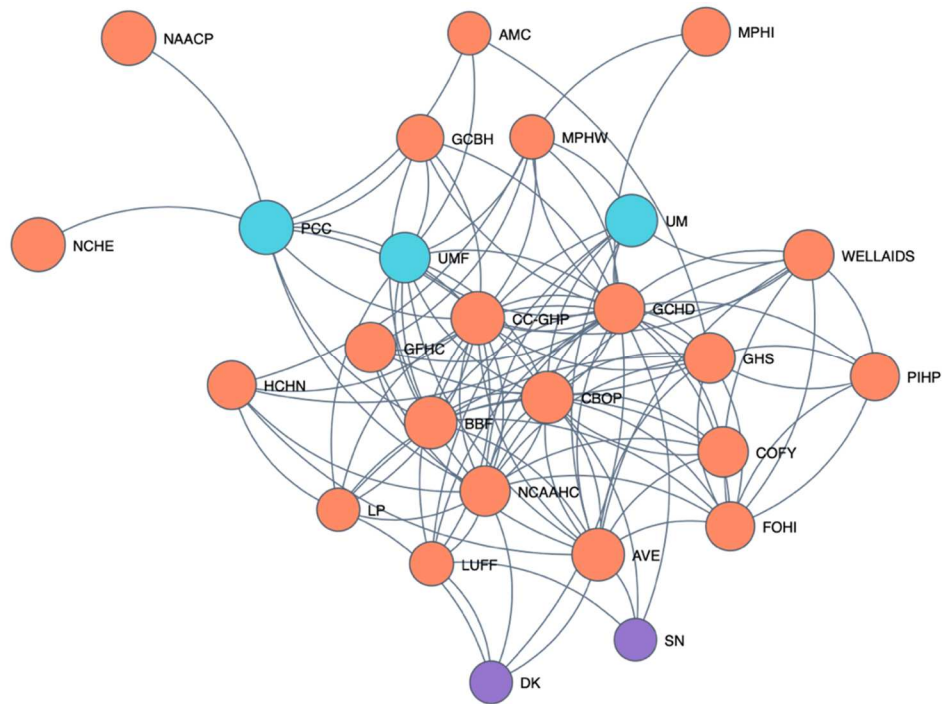 NAACP
AMC
MPHI
GCBH
MPHW
PCC
UM
NCHE
UMF
WELLAIDS
CC-GHP
GCHD
GFHC
GHS
HCHN
CBOP
PIHP
BBF
COFY
NCAAHC
LP
FOHI
AVE
LUFF
SN
DK